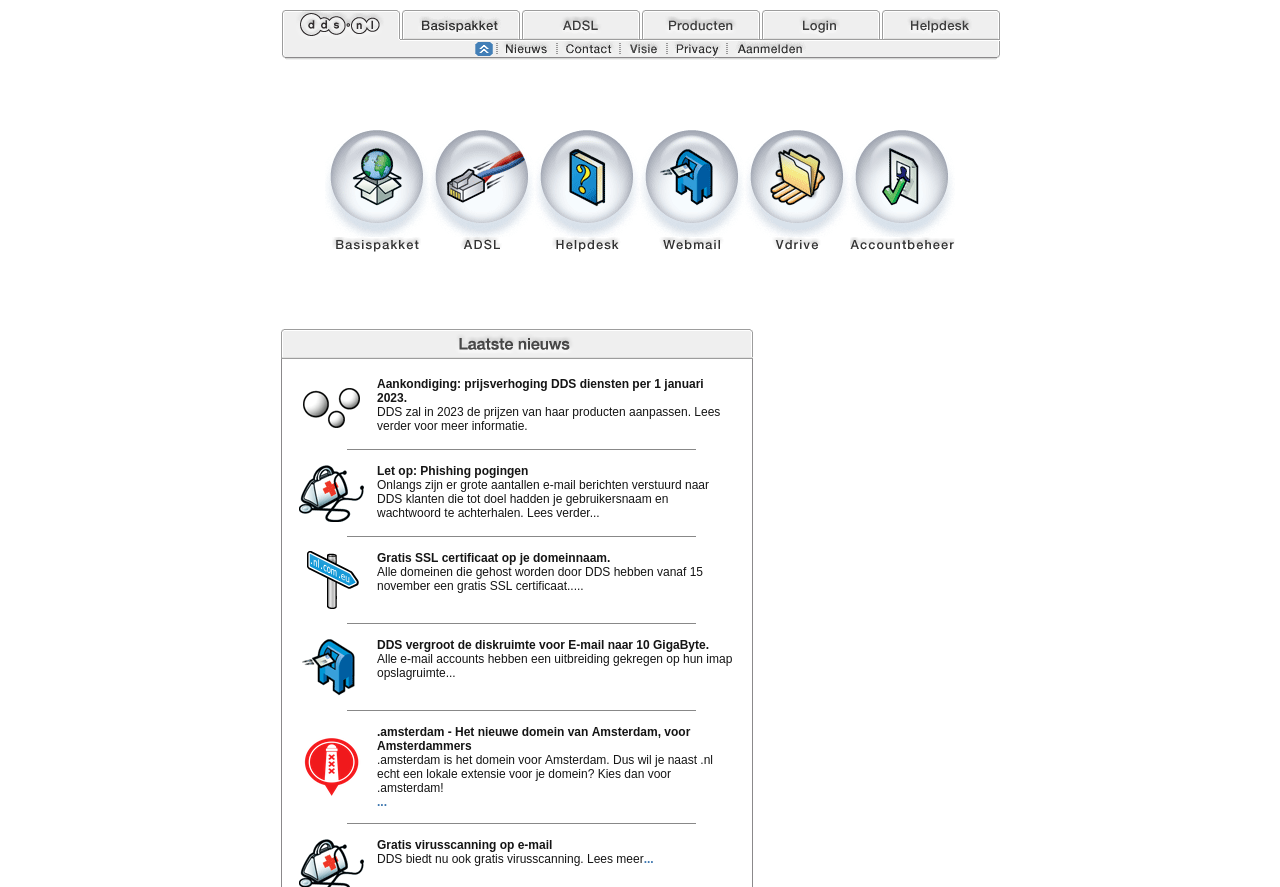 dds.nl Basispakket ADSL Producten Login Helpdesk
Nieuws Contact Visie Privacy Aanmelden
Basispakket ADSL Helpdesk Webmail Vdrive Accountbeheer
Laatste nieuws
Aankondiging: prijsverhoging DDS diensten per 1 januari
2023.
DDS zal in 2023 de prijzen van haar producten aanpassen. Lees
verder voor meer informatie.
Let op: Phishing pogingen
Onlangs zijn er grote aantallen e-mail berichten verstuurd naar
DDS klanten die tot doel hadden je gebruikersnaam en
wachtwoord te achterhalen. Lees verder...
.nl.com.eu
Gratis SSL certificaat op je domeinnaam.
Alle domeinen die gehost worden door DDS hebben vanaf 15
november een gratis SSL certificaat.....
DDS vergroot de diskruimte voor E-mail naar 10 GigaByte.
Alle e-mail accounts hebben een uitbreiding gekregen op hun imap
opslagruimte...
.amsterdam - Het nieuwe domein van Amsterdam, voor
Amsterdammers
.amsterdam is het domein voor Amsterdam. Dus wil je naast .nl
echt een lokale extensie voor je domein? Kies dan voor
.amsterdam!
...
Gratis virusscanning op e-mail
DDS biedt nu ook gratis virusscanning. Lees meer...